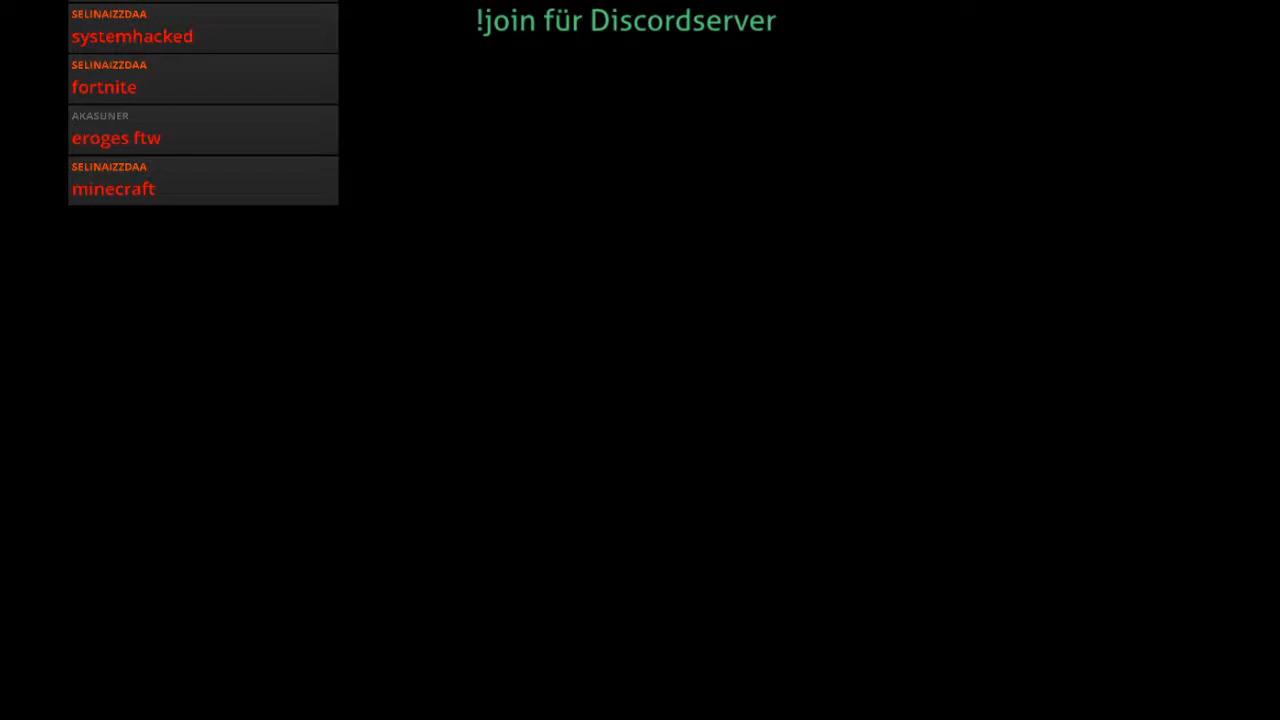 SELINAIZZDAA
systemhacked
SELINAIZZDAA
fortnite
AKASUNER
eroges ftw
SELINAIZZDAA
minecraft
!join für Discordserver